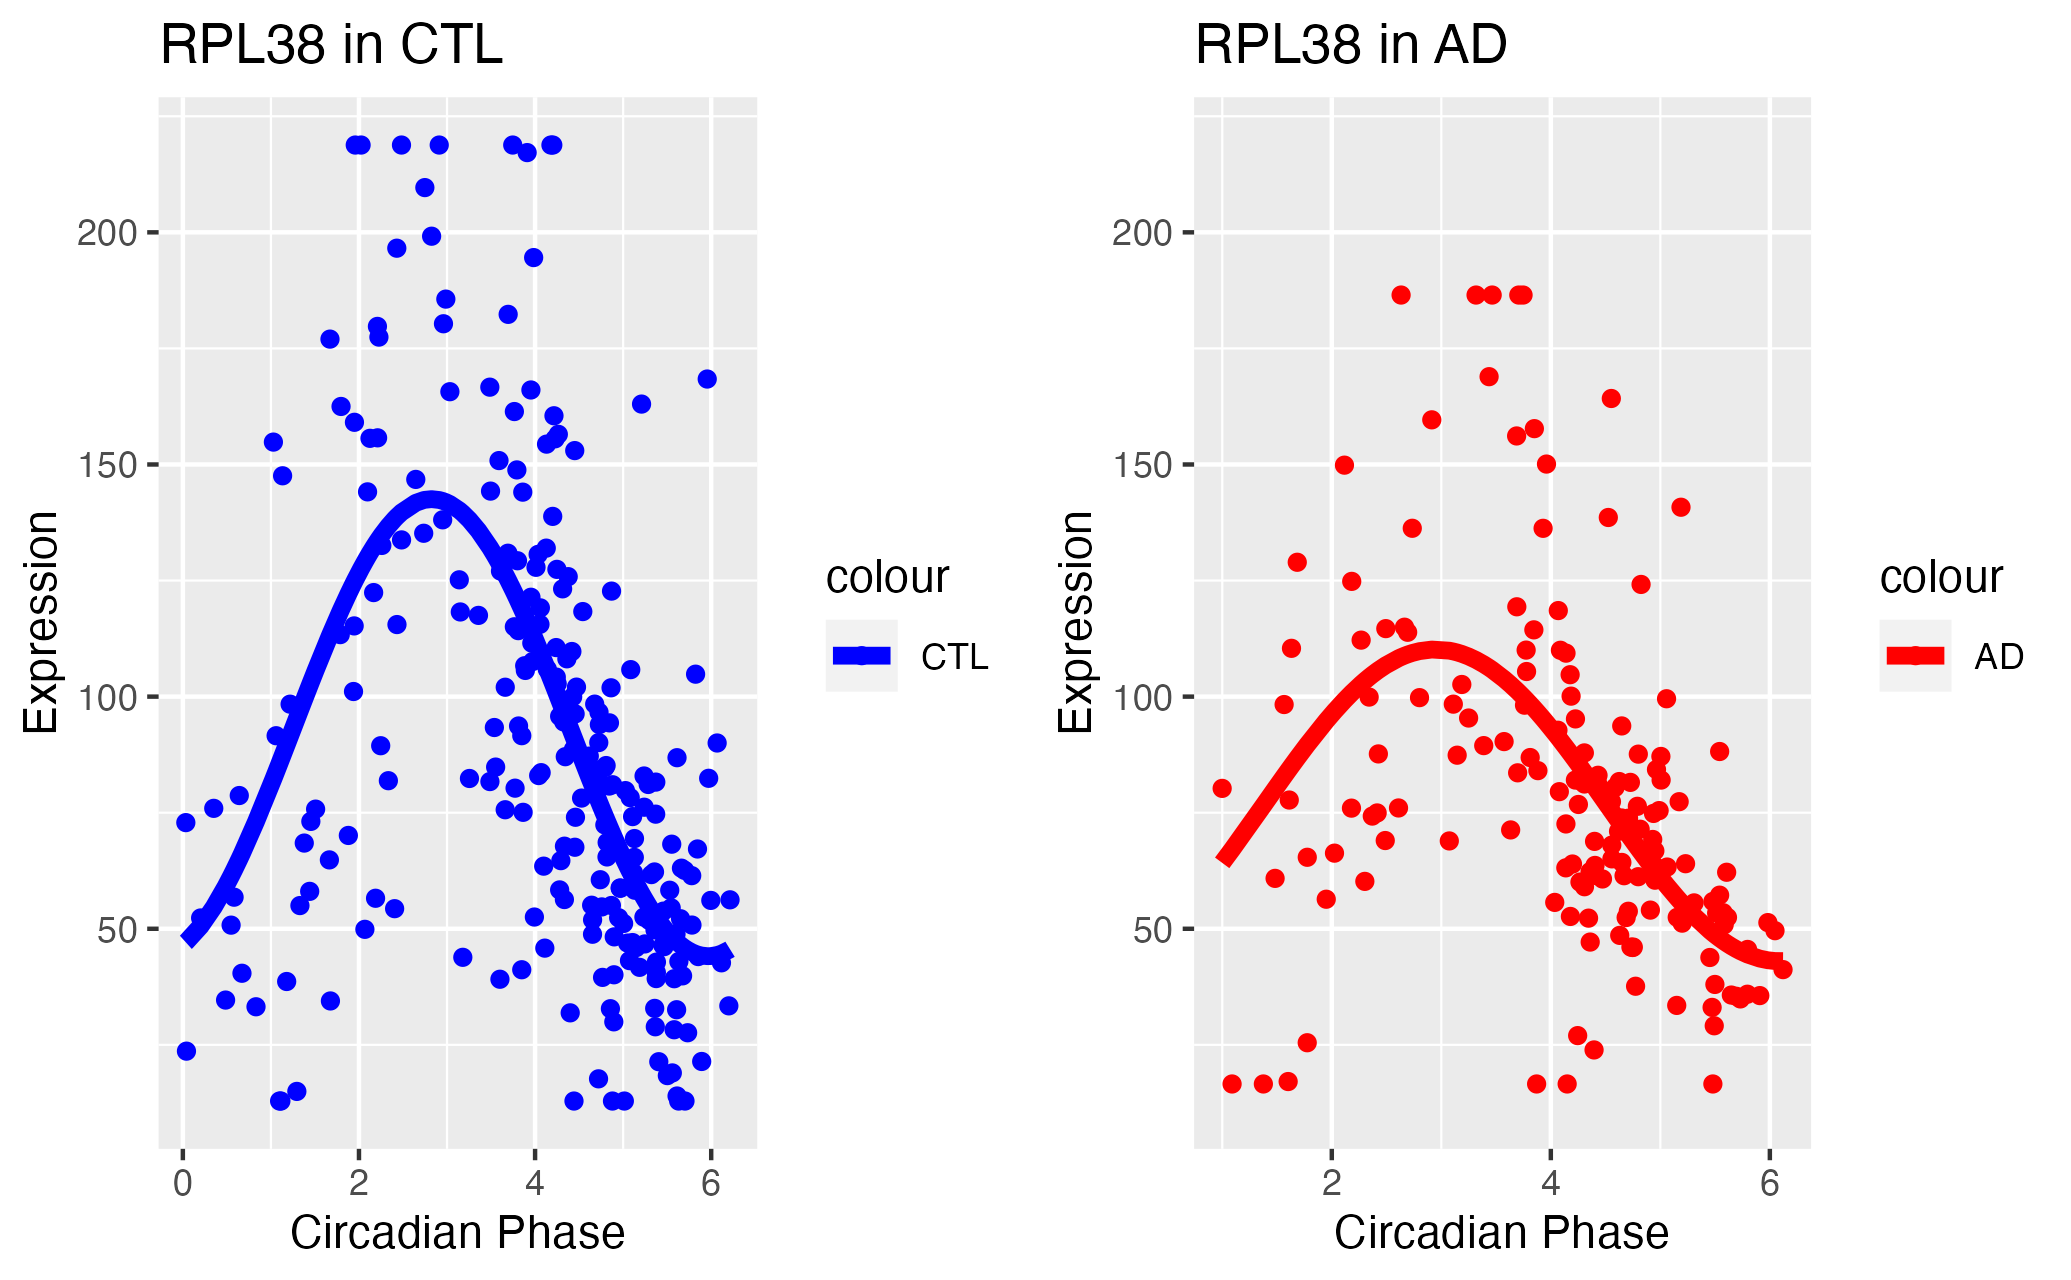 RPL38 in CTL
Expression
200
150
100
50
0 2 4 6
Circadian Phase
colour
CTL
RPL38 in AD
Expression
200
150
100
50
2 4 6
Circadian Phase
colour
AD